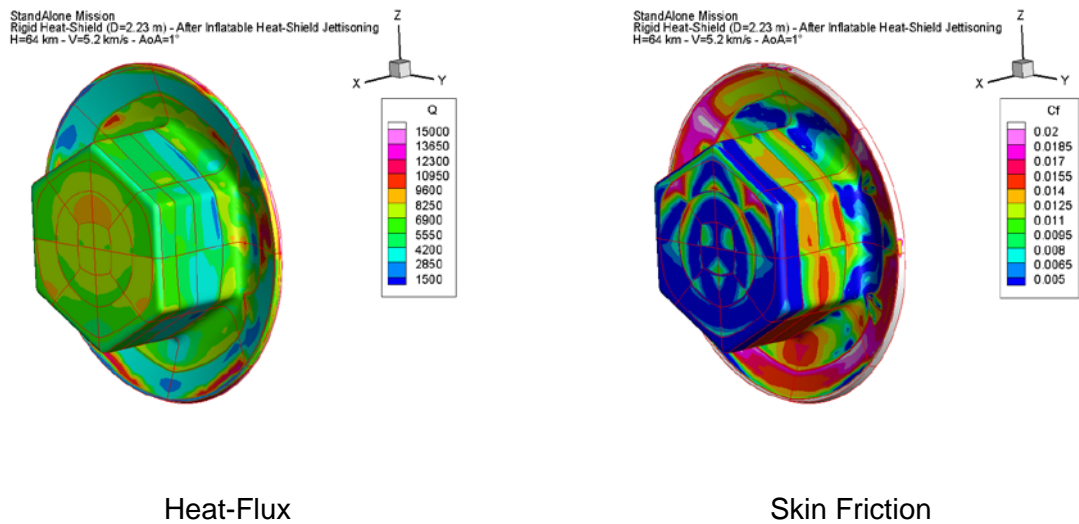 StandAlone Mission
Rigid Heat-Shield (D=2.23 m) - After Inflatable Heat-Shield Jettisoning
H=64 km - V=5.2 km/s - AoA=1°
Z
X
Y
Q
15000
13650
12300
10950
9600
8250
6900
5550
4200
2850
1500
StandAlone Mission
Rigid Heat-Shield (D=2.23 m) - After Inflatable Heat-Shield Jettisoning
H=64 km - V=5.2 km/s - AoA=1°
Z
X
Y
Cf
0.02
0.0185
0.017
0.0155
0.014
0.0125
0.011
0.0095
0.008
0.0065
0.005
Heat-Flux
Skin Friction